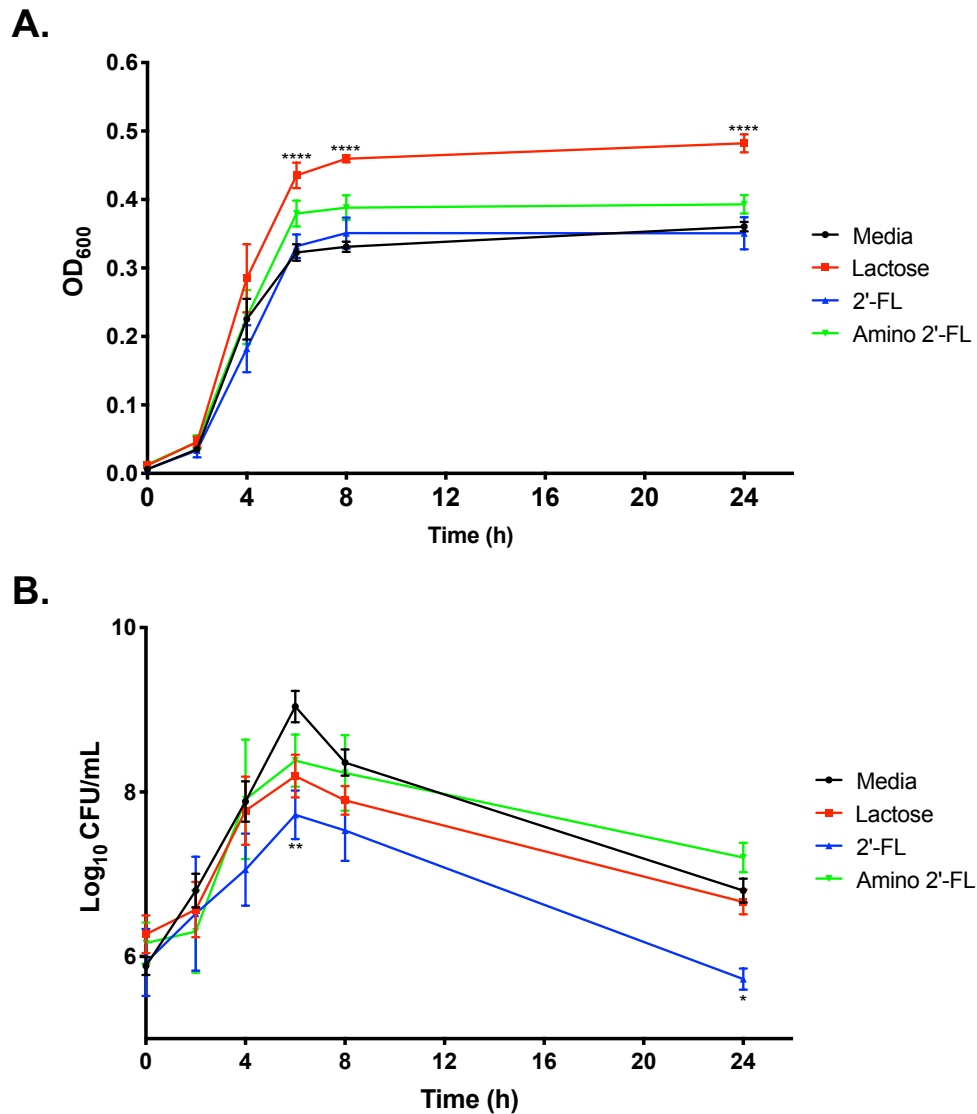 A.
0.6
0.5
0.4
0.3
0.2
0.1
0.0
OD600
**** **** ****
0 4 8 12 16 20 24
Time (h)
Media
Lactose
2'-FL
Amino 2'-FL
B.
10
8
6
Log10 CFU/mL
**
*
0 4 8 12 16 20 24
Time (h)
Media
Lactose
2'-FL
Amino 2'-FL